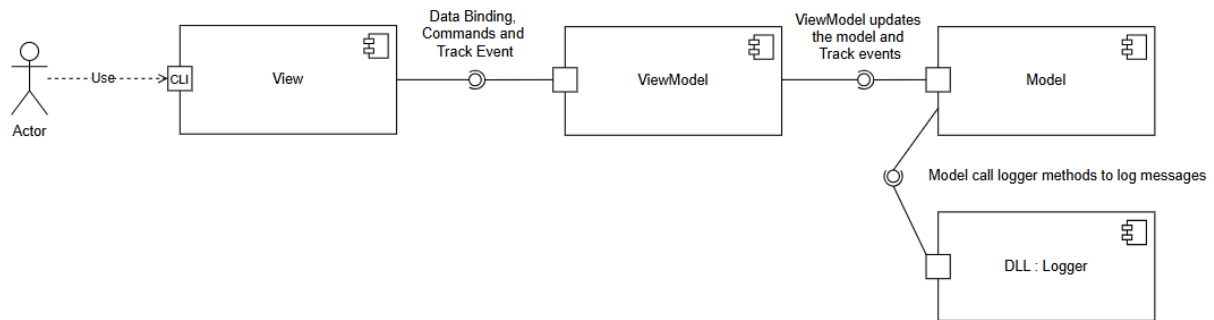 Actor
Use
CLI
View
Data Binding,
Commands and
Track Event
ViewModel
ViewModel updates
the model and
Track events
Model
Model call logger methods to log messages
DLL : Logger